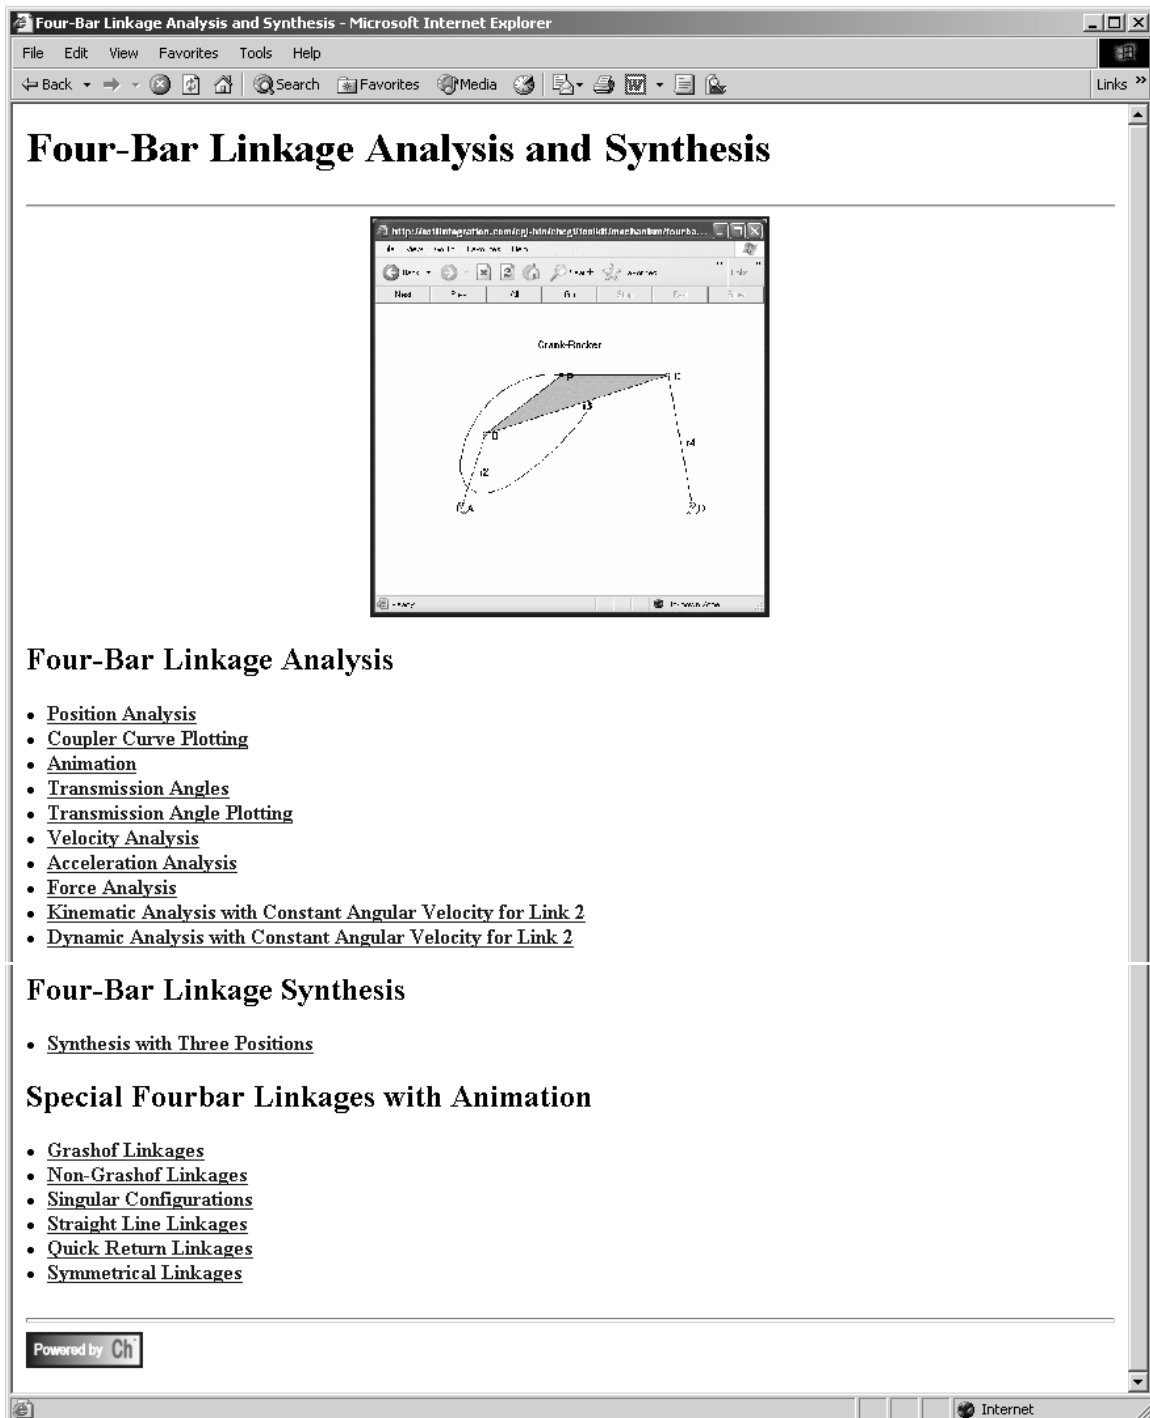 Four-Bar Linkage Analysis and Synthesis - Microsoft Internet Explorer
File Edit View Favorites Tools Help
Back Search Favorites Media Links »
Four-Bar Linkage Analysis and Synthesis
Next All
Crank-Rocker
P C
r3
r4
r2
A D
Four-Bar Linkage Analysis
• Position Analysis
• Coupler Curve Plotting
• Animation
• Transmission Angles
• Transmission Angle Plotting
• Velocity Analysis
• Acceleration Analysis
• Force Analysis
• Kinematic Analysis with Constant Angular Velocity for Link 2
• Dynamic Analysis with Constant Angular Velocity for Link 2
Four-Bar Linkage Synthesis
• Synthesis with Three Positions
Special Fourbar Linkages with Animation
• Grashof Linkages
• Non-Grashof Linkages
• Singular Configurations
• Straight Line Linkages
• Quick Return Linkages
• Symmetrical Linkages
Powered by Ch
Internet